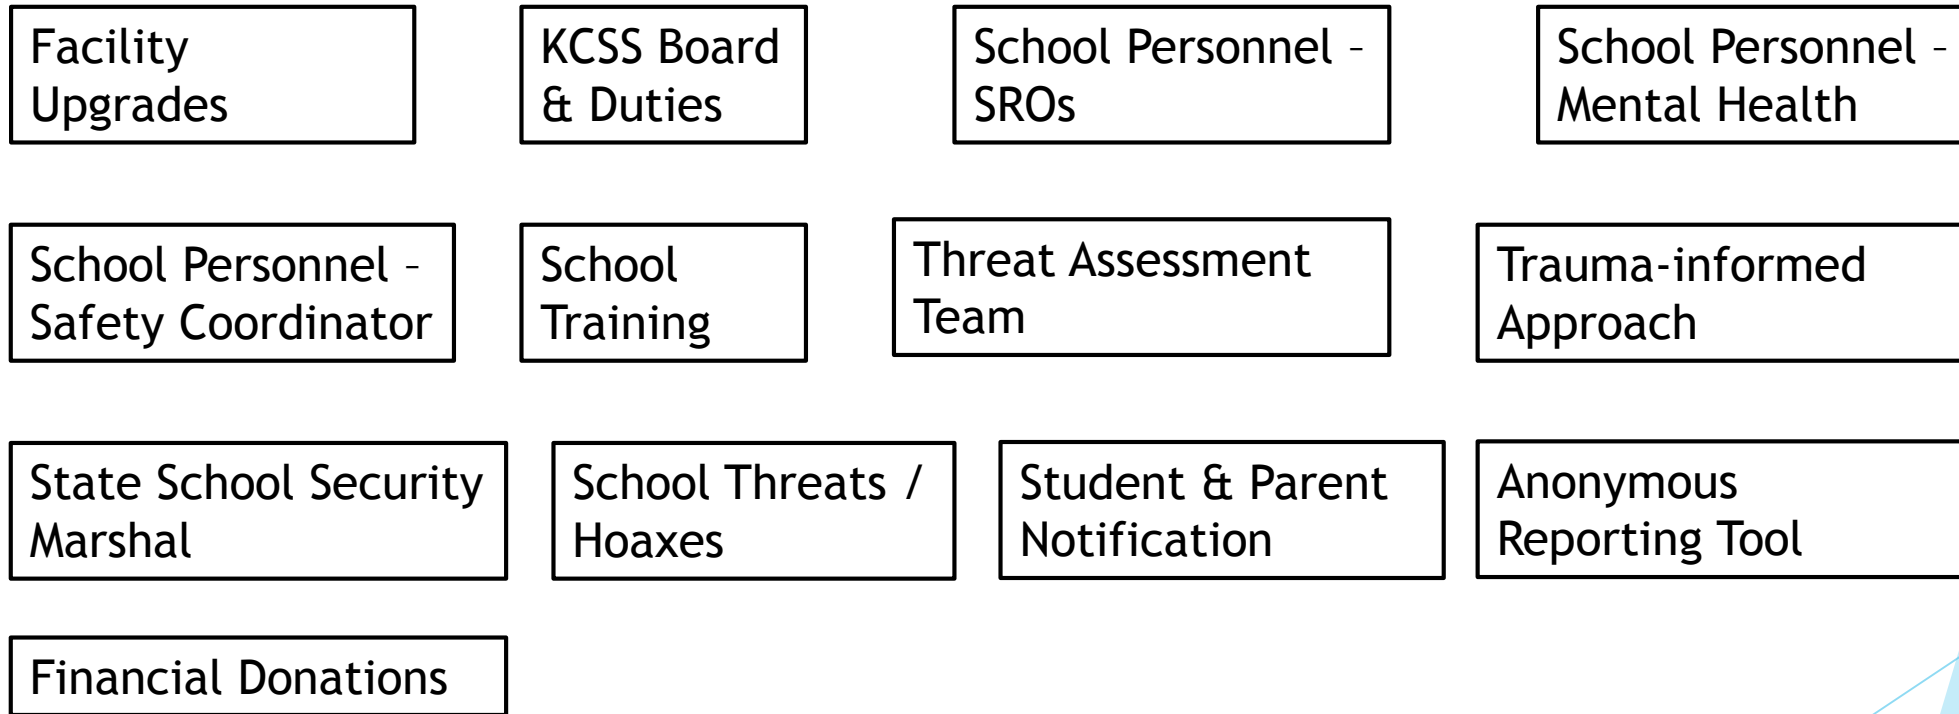 Facility
Upgrades
KCSS Board
& Duties
School Personnel –
SROs
School Personnel –
Mental Health
School Personnel –
Safety Coordinator
School
Training
Threat Assessment
Team
Trauma-informed
Approach
State School Security
Marshal
School Threats /
Hoaxes
Student & Parent
Notification
Anonymous
Reporting Tool
Financial Donations